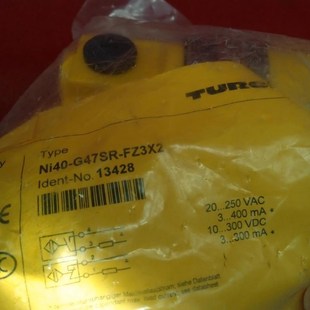 TURC
Type
Ni40-G47SR-FZ3X2
Ident-No. 13428
20...250 VAC
3...400 mA
10...300 VDC
3...300 mA